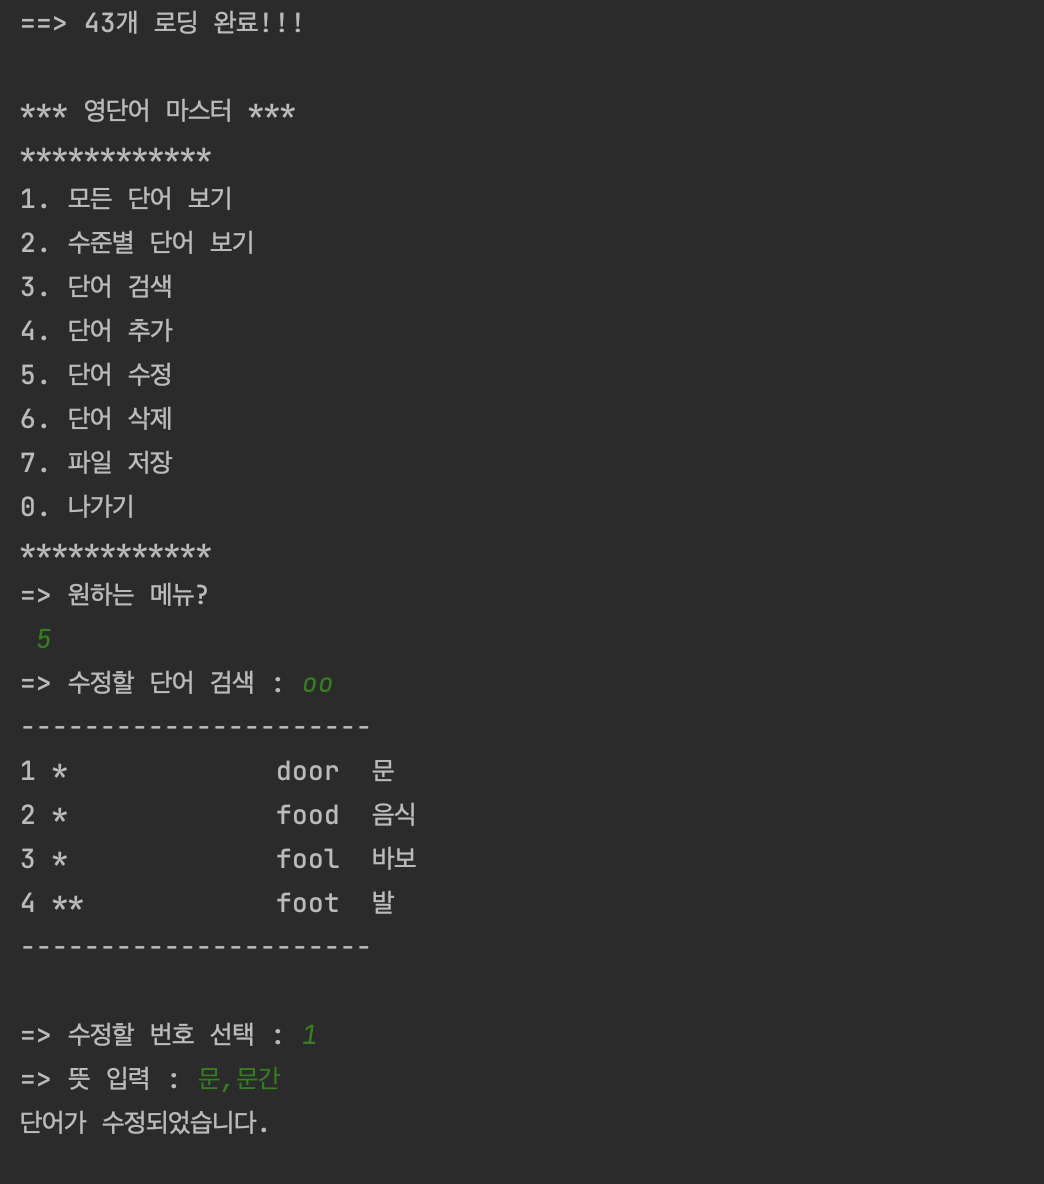 ==> 43개 로딩 완료!!!
*** 영단어 마스터 ***
************
1. 모든 단어 보기
2. 수준별 단어 보기
3. 단어 검색
4. 단어 추가
5. 단어 수정
6. 단어 삭제
7. 파일 저장
0. 나가기
************
=> 원하는 메뉴?
5
=> 수정할 단어 검색 : oo
----------------------
1 * door 문
2 * food 음식
3 * fool 바보
4 ** foot 발
----------------------
=> 수정할 번호 선택 : 1
=> 뜻 입력 : 문,문간
단어가 수정되었습니다.